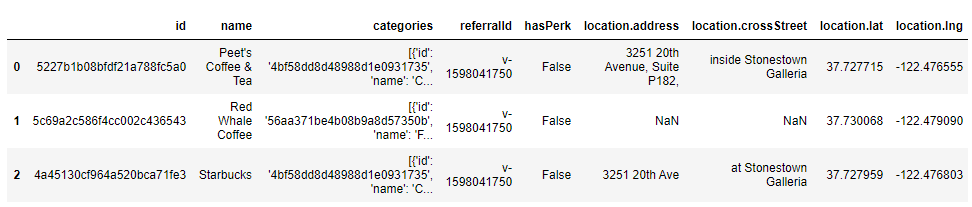 id name categories referralId hasPerk location.address location.crossStreet location.lat location.lng
0 5227b1b08bfdf21a788fc5a0 Peet's Coffee & Tea [{'id': '4bf58dd8d48988d1e0931735', 'name': 'C... v-1598041750 False 3251 20th Avenue, Suite P182, inside Stonestown Galleria 37.727715 -122.476555
1 5c69a2c586f4cc002c436543 Red Whale Coffee [{'id': '56aa371be4b08b9a8d57350b', 'name': 'F... v-1598041750 False NaN NaN 37.730068 -122.479090
2 4a45130cf964a520bca71fe3 Starbucks [{'id': '4bf58dd8d48988d1e0931735', 'name': 'C... v-1598041750 False 3251 20th Ave at Stonestown Galleria 37.727959 -122.476803